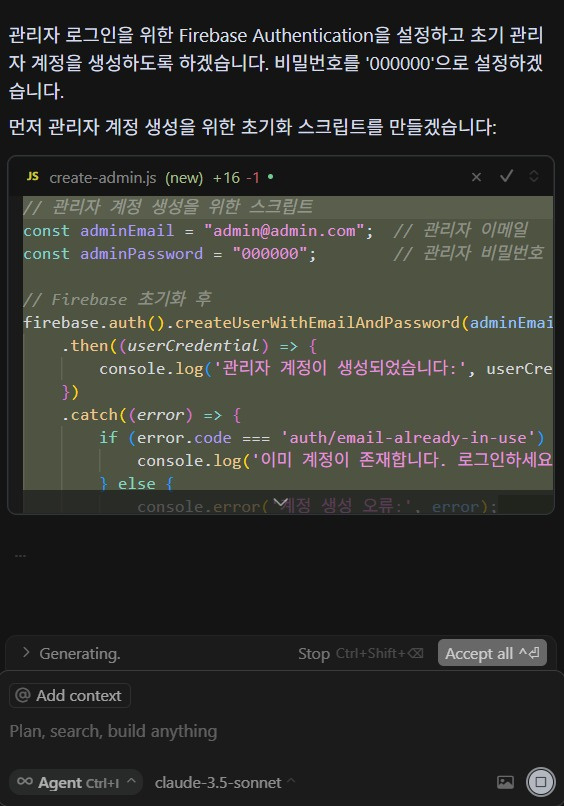 관리자 로그인을 위한 Firebase Authentication을 설정하고 초기 관리
자 계정을 생성하도록 하겠습니다. 비밀번호를 '000000'으로 설정하겠
습니다.
먼저 관리자 계정 생성을 위한 초기화 스크립트를 만들겠습니다:
JS create-admin.js (new) +16 -1
// 관리자 계정 생성을 위한 스크립트
const adminEmail = "admin@admin.com";  // 관리자 이메일
const adminPassword = "000000";        // 관리자 비밀번호
// Firebase 초기화 후
firebase.auth().createUserWithEmailAndPassword(adminEmai
.then((userCredential) => {
console.log('관리자 계정이 생성되었습니다:', userCre
})
.catch((error) => {
if (error.code === 'auth/email-already-in-use')
console.log('이미 계정이 존재합니다. 로그인하세요
} else {
console.error('계정 생성 오류:', error);
...
Generating.
Stop Ctrl+Shift+⌫
Accept all ^⏎
@ Add context
Plan, search, build anything
∞ Agent Ctrl+I ^ claude-3.5-sonnet ^